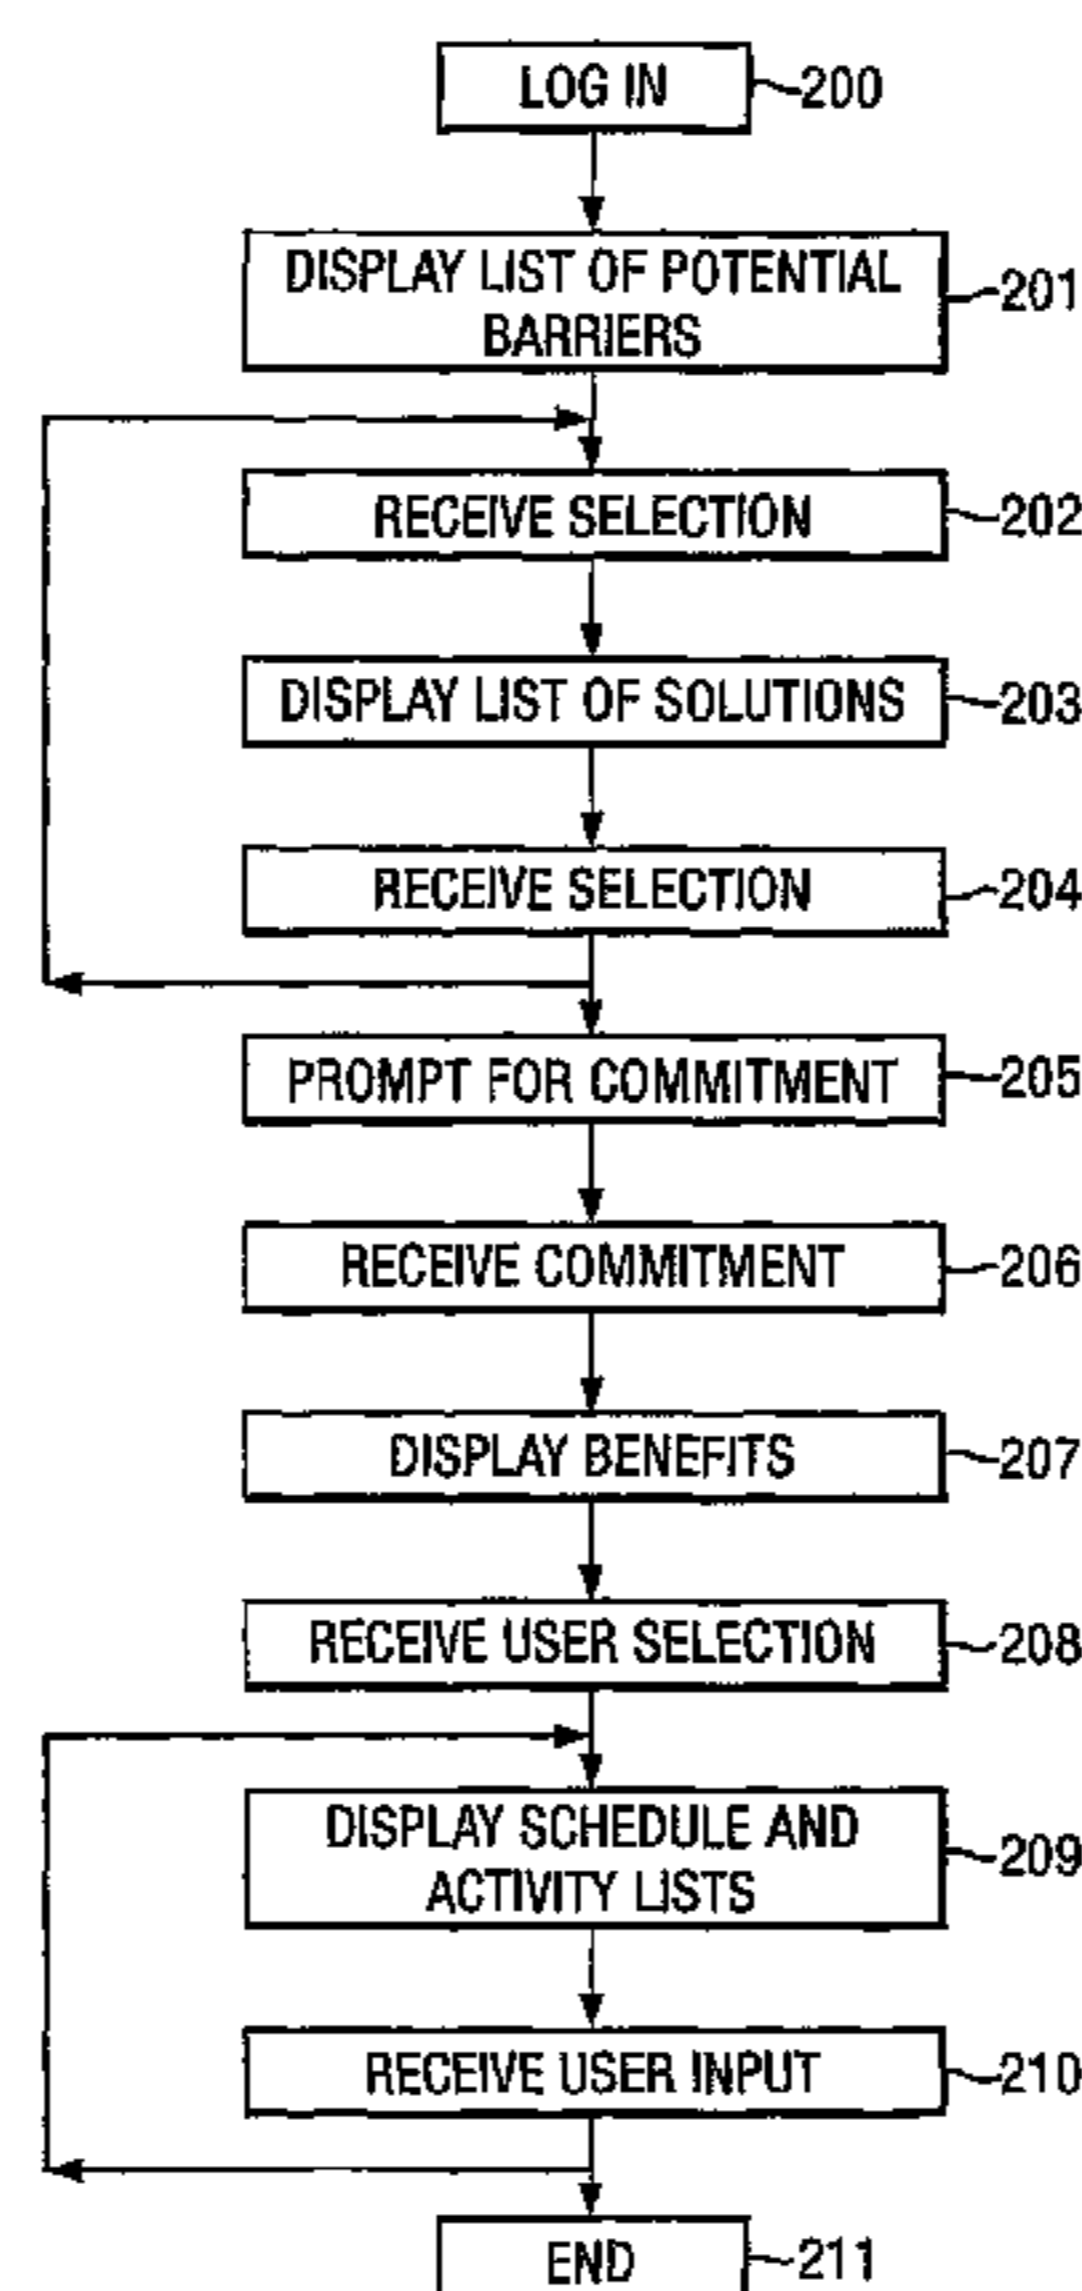 LOG IN 200
DISPLAY LIST OF POTENTIAL
BARRIERS 201
RECEIVE SELECTION 202
DISPLAY LIST OF SOLUTIONS 203
RECEIVE SELECTION 204
PROMPT FOR COMMITMENT 205
RECEIVE COMMITMENT 206
DISPLAY BENEFITS 207
RECEIVE USER SELECTION 208
DISPLAY SCHEDULE AND
ACTIVITY LISTS 209
RECEIVE USER INPUT 210
END 211